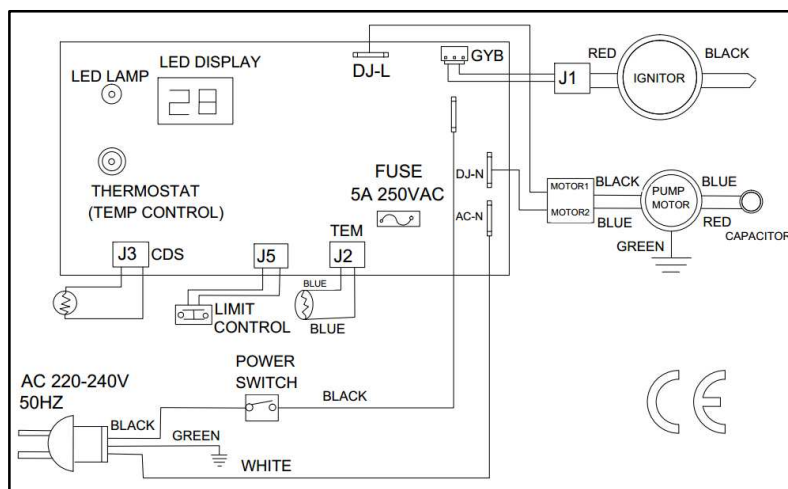 LED DISPLAY
LED LAMP
28
THERMOSTAT
(TEMP CONTROL)
DJ-L
GYB
J1
RED
BLACK
IGNITOR
FUSE
5A 250VAC
DJ-N
AC-N
MOTOR1
MOTOR2
BLACK
BLUE
PUMP
MOTOR
BLUE
RED
CAPACITOR
GREEN
J3
CDS
J5
TEM
J2
LIMIT
CONTROL
BLUE
BLUE
POWER
SWITCH
AC 220-240V
50HZ
BLACK
BLACK
GREEN
WHITE
CE